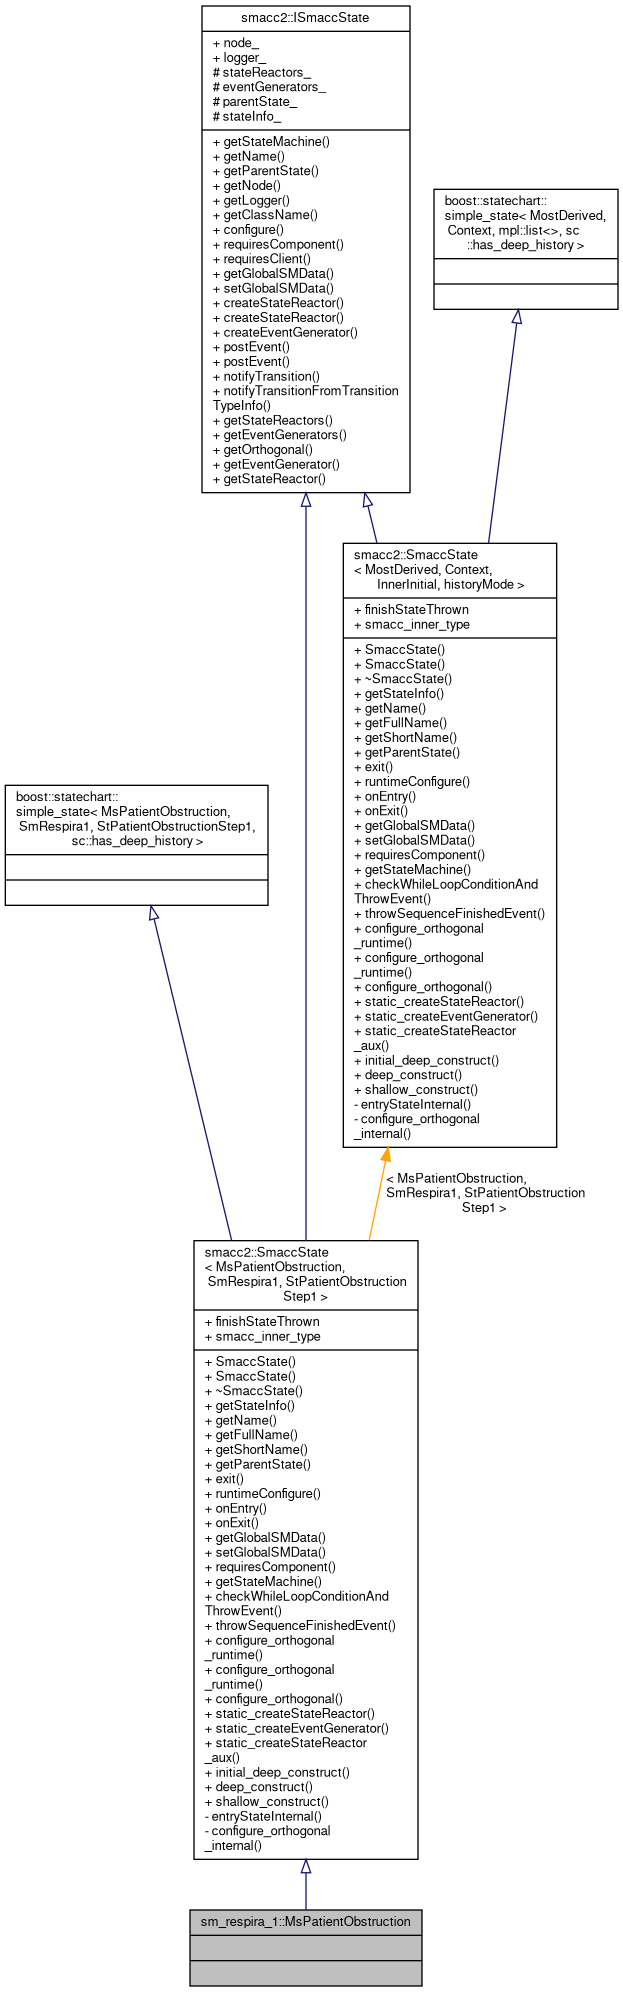 smacc2::ISmaccState
+ node_
+ logger_
# stateReactors_
# eventGenerators_
# parentState_
# stateInfo_
+ getStateMachine()
+ getName()
+ getParentState()
+ getNode()
+ getLogger()
+ getClassName()
+ configure()
+ requiresComponent()
+ requiresClient()
+ getGlobalSMData()
+ setGlobalSMData()
+ createStateReactor()
+ createStateReactor()
+ createEventGenerator()
+ postEvent()
+ postEvent()
+ notifyTransition()
+ notifyTransitionFromTransition
TypeInfo()
+ getStateReactors()
+ getEventGenerators()
+ getOrthogonal()
+ getEventGenerator()
+ getStateReactor()
boost::statechart::
simple_state< MostDerived,
Context, mpl::list<>, sc
::has_deep_history >
smacc2::SmaccState
< MostDerived, Context,
InnerInitial, historyMode >
+ finishStateThrown
+ smacc_inner_type
+ SmaccState()
+ SmaccState()
+ ~SmaccState()
+ getStateInfo()
+ getName()
+ getFullName()
+ getShortName()
+ getParentState()
+ exit()
+ runtimeConfigure()
+ onEntry()
+ onExit()
+ getGlobalSMData()
+ setGlobalSMData()
+ requiresComponent()
+ getStateMachine()
+ checkWhileLoopConditionAnd
ThrowEvent()
+ throwSequenceFinishedEvent()
+ configure_orthogonal
_runtime()
+ configure_orthogonal
_runtime()
+ configure_orthogonal()
+ static_createStateReactor()
+ static_createEventGenerator()
+ static_createStateReactor
_aux()
+ initial_deep_construct()
+ deep_construct()
+ shallow_construct()
- entryStateInternal()
- configure_orthogonal
_internal()
boost::statechart::
simple_state< MsPatientObstruction,
SmRespira1, StPatientObstructionStep1,
sc::has_deep_history >
< MsPatientObstruction,
SmRespira1, StPatientObstruction
Step1 >
smacc2::SmaccState
< MsPatientObstruction,
SmRespira1, StPatientObstruction
Step1 >
+ finishStateThrown
+ smacc_inner_type
+ SmaccState()
+ SmaccState()
+ ~SmaccState()
+ getStateInfo()
+ getName()
+ getFullName()
+ getShortName()
+ getParentState()
+ exit()
+ runtimeConfigure()
+ onEntry()
+ onExit()
+ getGlobalSMData()
+ setGlobalSMData()
+ requiresComponent()
+ getStateMachine()
+ checkWhileLoopConditionAnd
ThrowEvent()
+ throwSequenceFinishedEvent()
+ configure_orthogonal
_runtime()
+ configure_orthogonal
_runtime()
+ configure_orthogonal()
+ static_createStateReactor()
+ static_createEventGenerator()
+ static_createStateReactor
_aux()
+ initial_deep_construct()
+ deep_construct()
+ shallow_construct()
- entryStateInternal()
- configure_orthogonal
_internal()
sm_respira_1::MsPatientObstruction